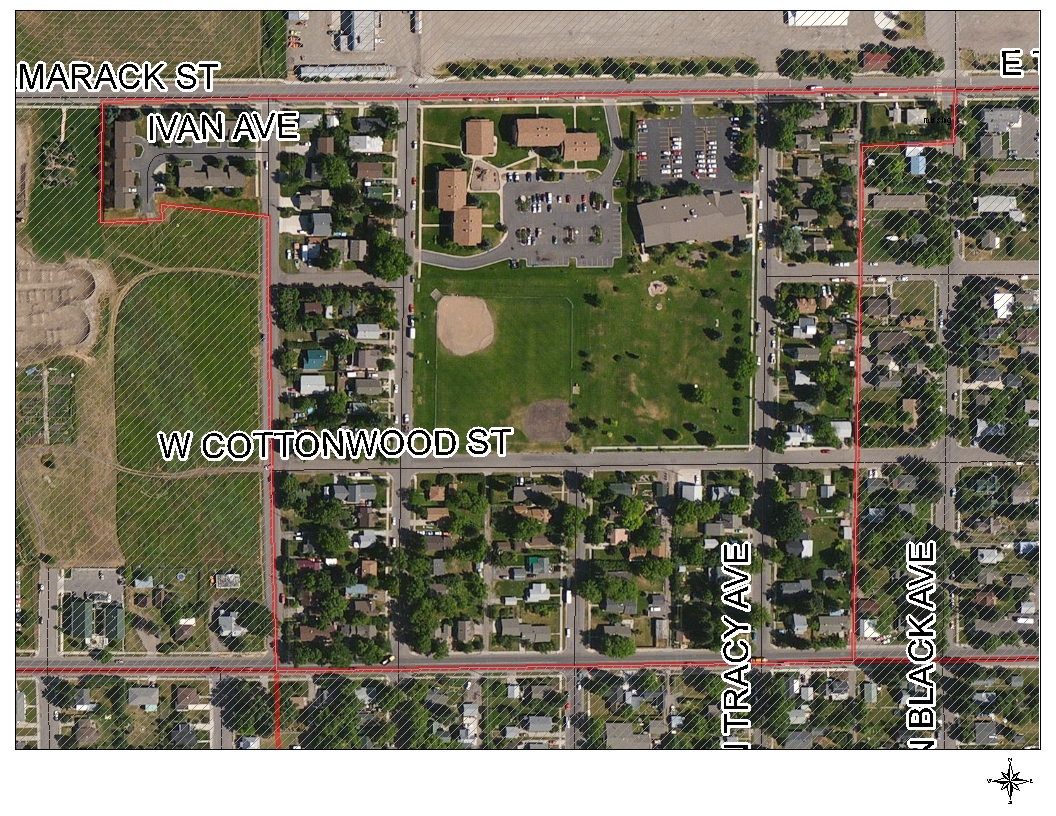 MARACK ST
E
IVAN AVE
W COTTONWOOD ST
N TRACY AVE
N BLACK AVE
N
W
E
S